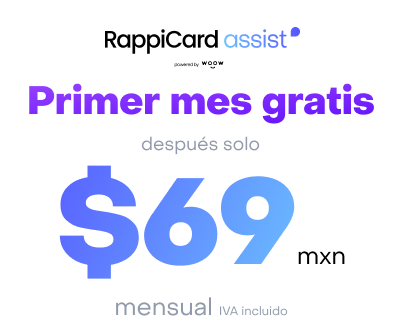 RappiCard assist
powered by WOOW
Primer mes gratis
después solo
$69 mxn
mensual IVA incluido